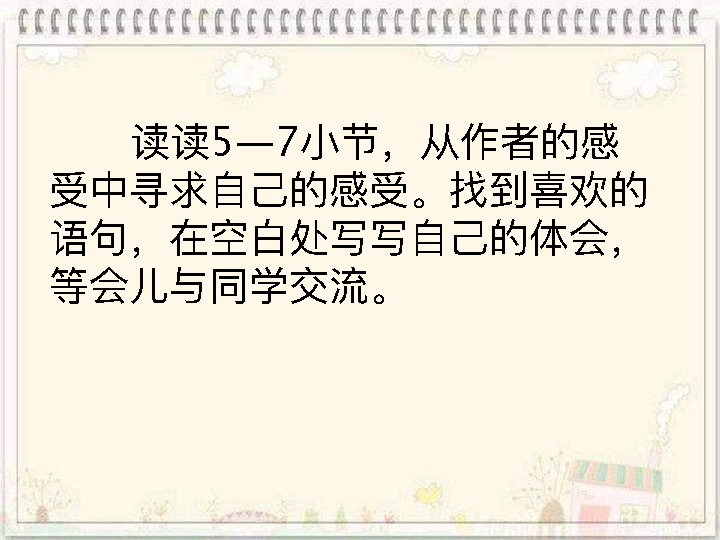 读读5—7小节，从作者的感
受中寻求自己的感受。找到喜欢的
语句，在空白处写写自己的体会，
等会儿与同学交流。